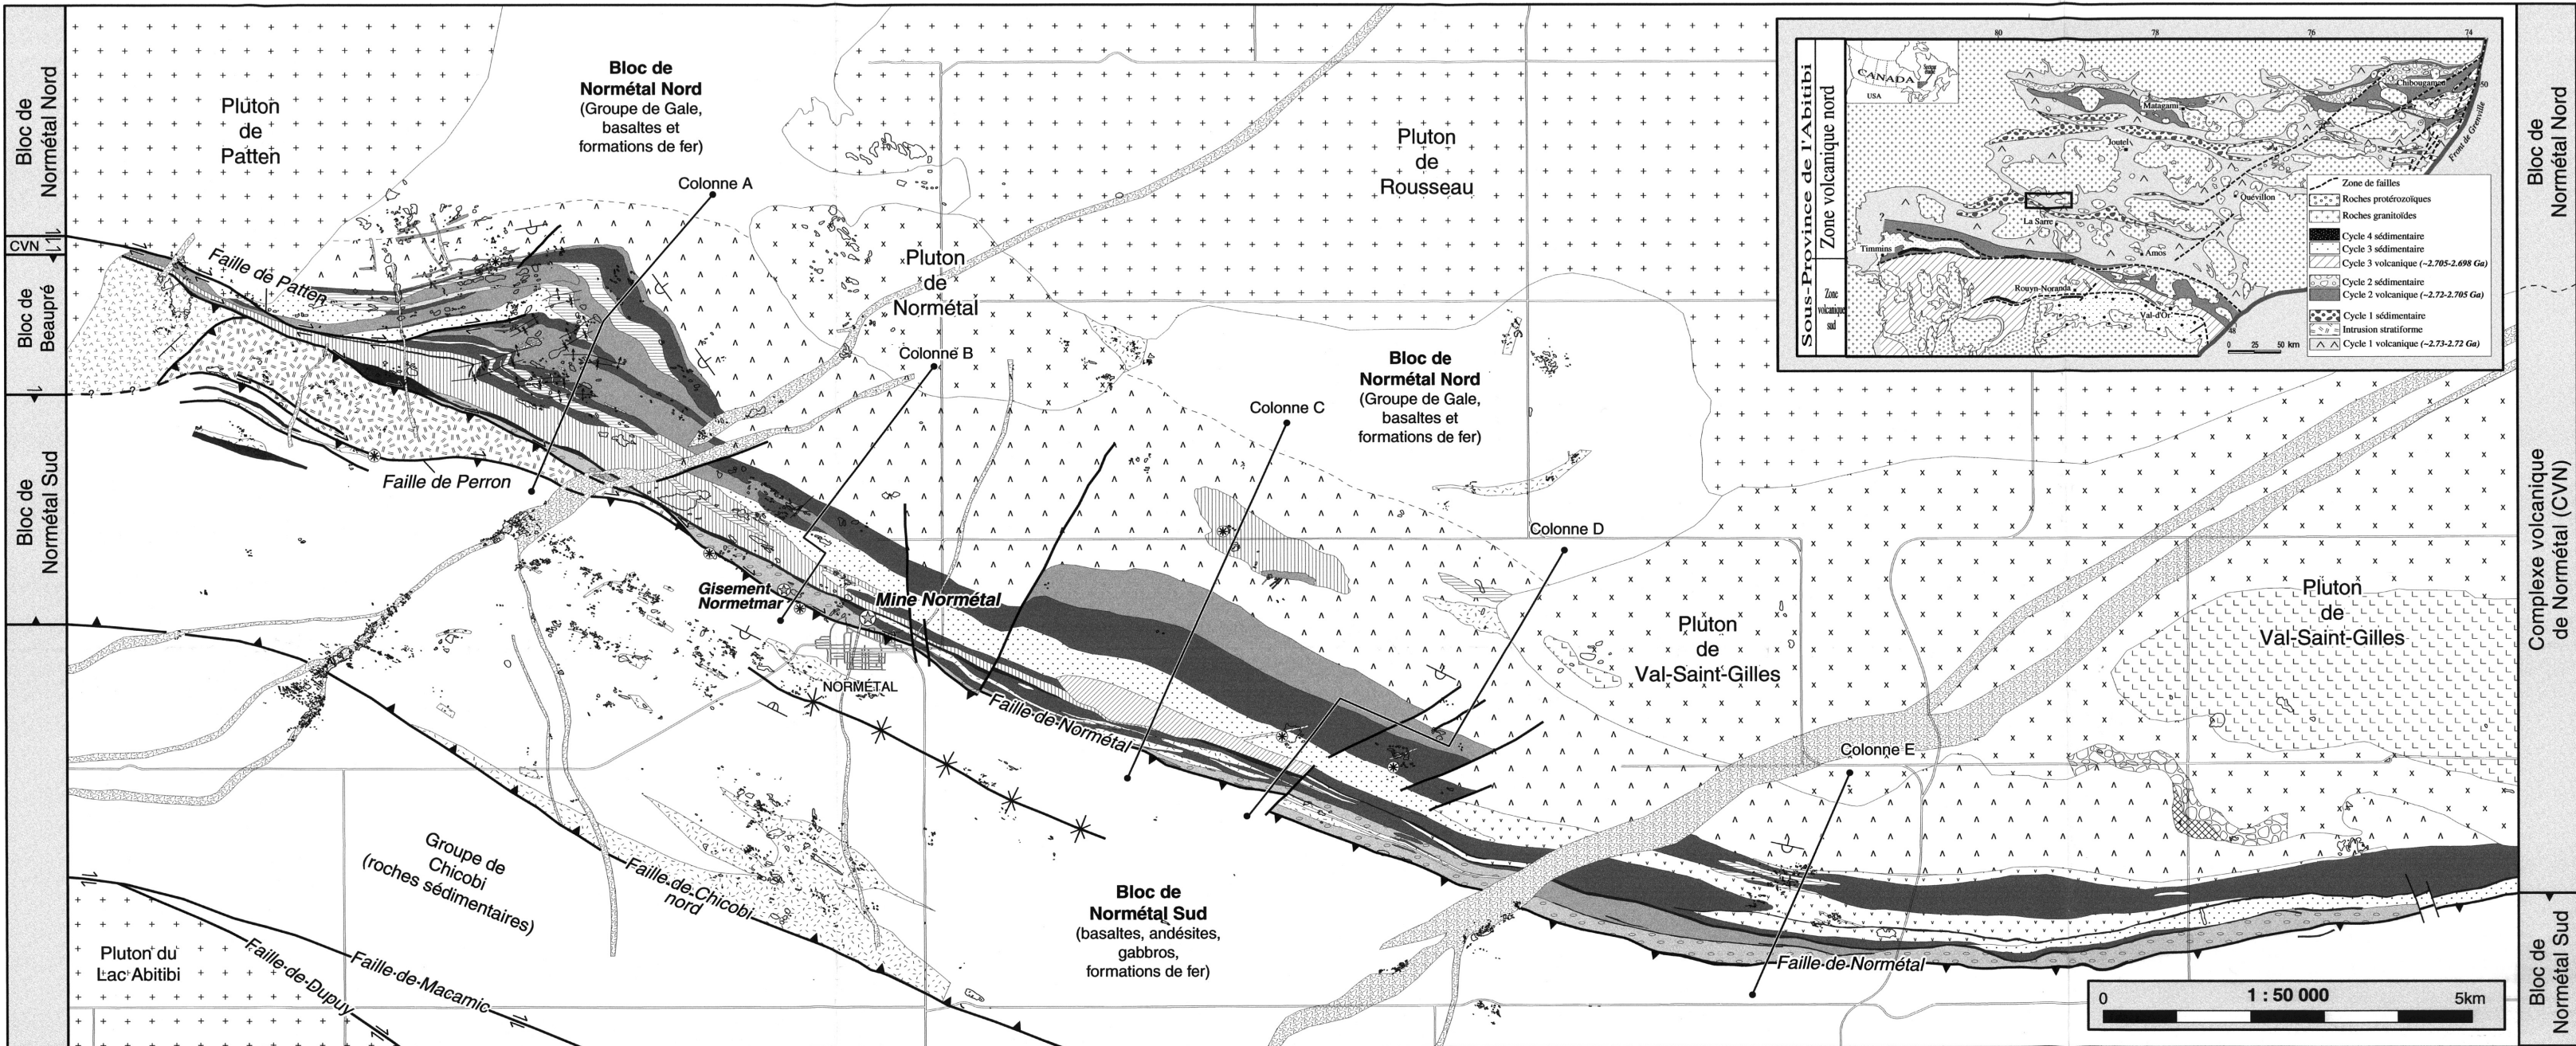 Bloc de
Normétal Nord
CVN
Bloc de
Beaupré
Bloc de
Normétal Sud
Pluton
de
Patten
Bloc de
Normétal Nord
(Groupe de Gale,
basaltes et
formations de fer)
Colonne A
Faille de Patten
Pluton
de
Normétal
Colonne B
Pluton
de
Rousseau
Bloc de
Normétal Nord
(Groupe de Gale,
basaltes et
formations de fer)
Colonne C
Colonne D
Faille de Perron
Gisement
Normetmar
Mine Normétal
NORMÉTAL
Faille de Normétal
Pluton
de
Val-Saint-Gilles
Pluton
de
Val-Saint-Gilles
Colonne E
Groupe de
Chicobi
(roches sédimentaires)
Faille de Chicobi
nord
Bloc de
Normétal Sud
(basaltes, andésites,
gabbros,
formations de fer)
Faille de Normétal
Pluton du
Lac Abitibi
Faille de Dupuy
Faille de Macamic
0 1 : 50 000 5km
Bloc de
Normétal Nord
Complexe volcanique
de Normétal (CVN)
Bloc de
Normétal Sud
Sous-Province de l'Abitibi
Zone volcanique nord
Zone
volcanique
sud
80 78 76 74
CANADA
USA
Chibougamau
50
Matagami
Front de Grenville
Joutel
Quévillon
La Sarre
?
Timmins
Amos
Rouyn-Noranda
Val-d'Or
48
0 25 50 km
Zone de failles
Roches protérozoïques
Roches granitoïdes
Cycle 4 sédimentaire
Cycle 3 sédimentaire
Cycle 3 volcanique (~2.705-2.698 Ga)
Cycle 2 sédimentaire
Cycle 2 volcanique (~2.72-2.705 Ga)
Cycle 1 sédimentaire
Intrusion stratiforme
Cycle 1 volcanique (~2.73-2.72 Ga)